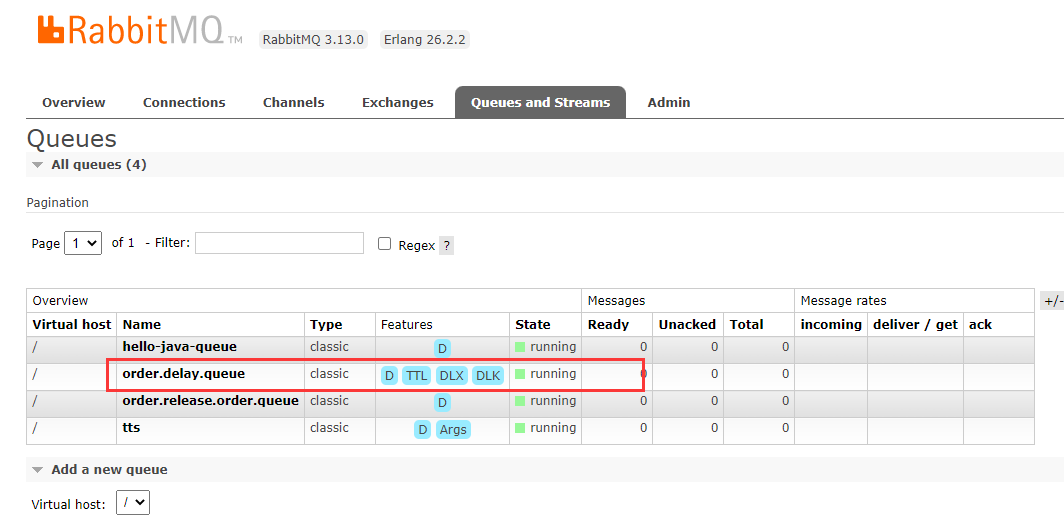 RabbitMQ TM RabbitMQ 3.13.0 Erlang 26.2.2
Overview Connections Channels Exchanges Queues and Streams Admin
Queues
All queues (4)
Pagination
Page 1 of 1 - Filter: Regex ?
Overview Messages Message rates +/-
Virtual host Name Type Features State Ready Unacked Total incoming deliver / get ack
/ hello-java-queue classic D running 0 0 0
/ order.delay.queue classic D TTL DLX DLK running 0 0 0
/ order.release.order.queue classic D running 0 0 0
/ tts classic D Args running 0 0 0
Add a new queue
Virtual host: /